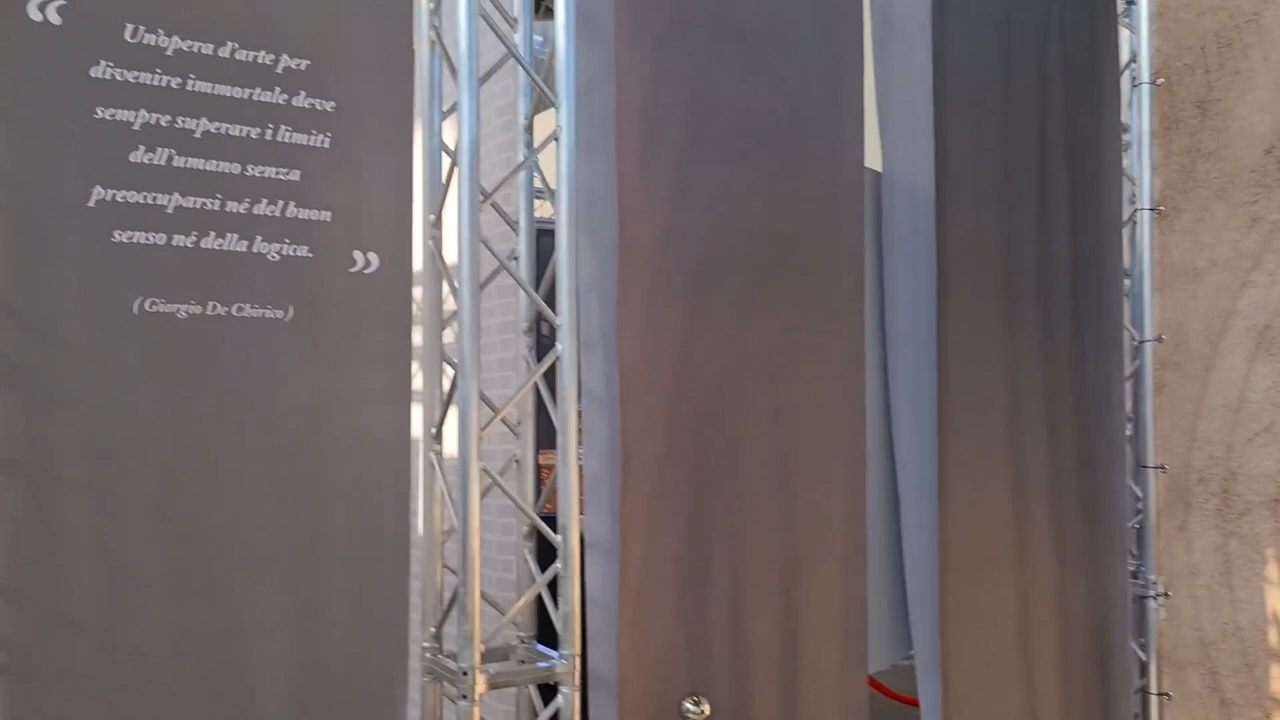 “
Un'opera d'arte per
divenire immortale deve
sempre superare i limiti
dell'umano senza
preoccuparsi né del buon
senso né della logica.
”
( Giorgio De Chirico )